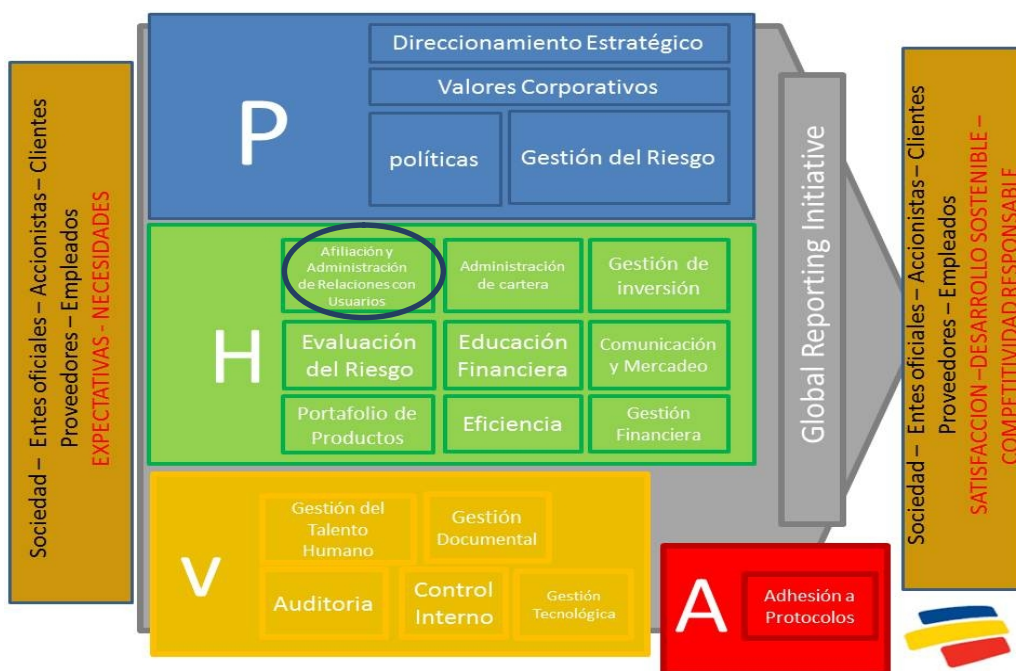 Sociedad – Entes oficiales – Accionistas – Clientes
Proveedores – Empleados
EXPECTATIVAS - NECESIDADES
P
Direccionamiento Estratégico
Valores Corporativos
políticas
Gestión del Riesgo
H
Afiliación y
Administración
de Relaciones con
Usuarios
Administración
de cartera
Gestión de
inversión
Evaluación
del Riesgo
Educación
Financiera
Comunicación
y Mercadeo
Portafolio de
Productos
Eficiencia
Gestión
Financiera
V
Gestión del
Talento
Humano
Gestión
Documental
Auditoria
Control
Interno
Gestión
Tecnológica
A
Adhesión a
Protocolos
Global Reporting Initiative
Sociedad – Entes oficiales – Accionistas – Clientes
Proveedores – Empleados
SATISFACCION –DESARROLLO SOSTENIBLE –
COMPETITIVIDAD RESPONSABLE